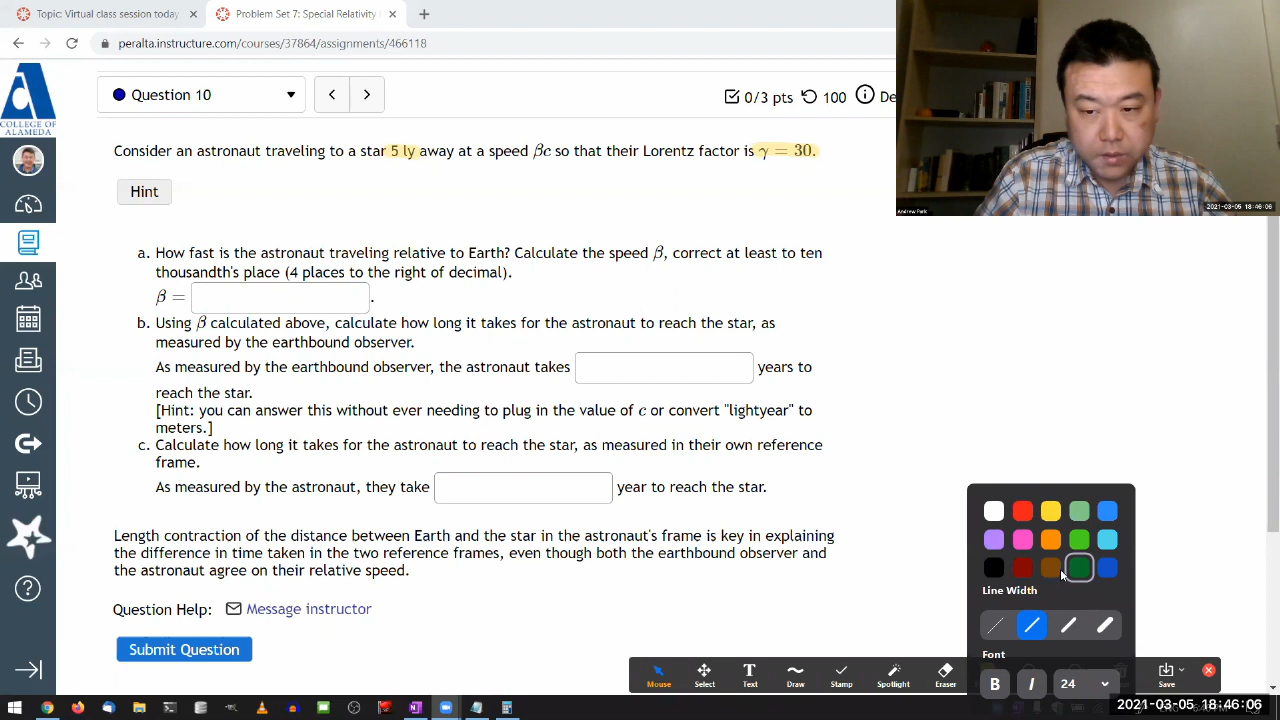 Topic: Virtual class session today
Problem Set 7: Special Relativity
peralta.instructure.com/courses/37864/assignments/466118
COLLEGE OF
ALAMEDA
Question 10
0/3 pts
100
De
Consider an astronaut traveling to a star 5 ly away at a speed βc so that their Lorentz factor is γ = 30.
Hint
a. How fast is the astronaut traveling relative to Earth? Calculate the speed β, correct at least to ten
thousandth's place (4 places to the right of decimal).
β = .
b. Using β calculated above, calculate how long it takes for the astronaut to reach the star, as
measured by the earthbound observer.
As measured by the earthbound observer, the astronaut takes years to
reach the star.
[Hint: you can answer this without ever needing to plug in the value of c or convert "lightyear" to
meters.]
c. Calculate how long it takes for the astronaut to reach the star, as measured in their own reference
frame.
As measured by the astronaut, they take year to reach the star.
Length contraction of the distance between Earth and the star in the astronaut's frame is key in explaining
the difference in time taken in the two reference frames, even though both the earthbound observer and
the astronaut agree on their relative speed.
Question Help: Message instructor
Submit Question
Andrew Park
2021-03-05 18:46:06
Line Width
Font
B I 24
Mouse Select Text Draw Stamp Spotlight Eraser Save
2021-03-05 18:46:06